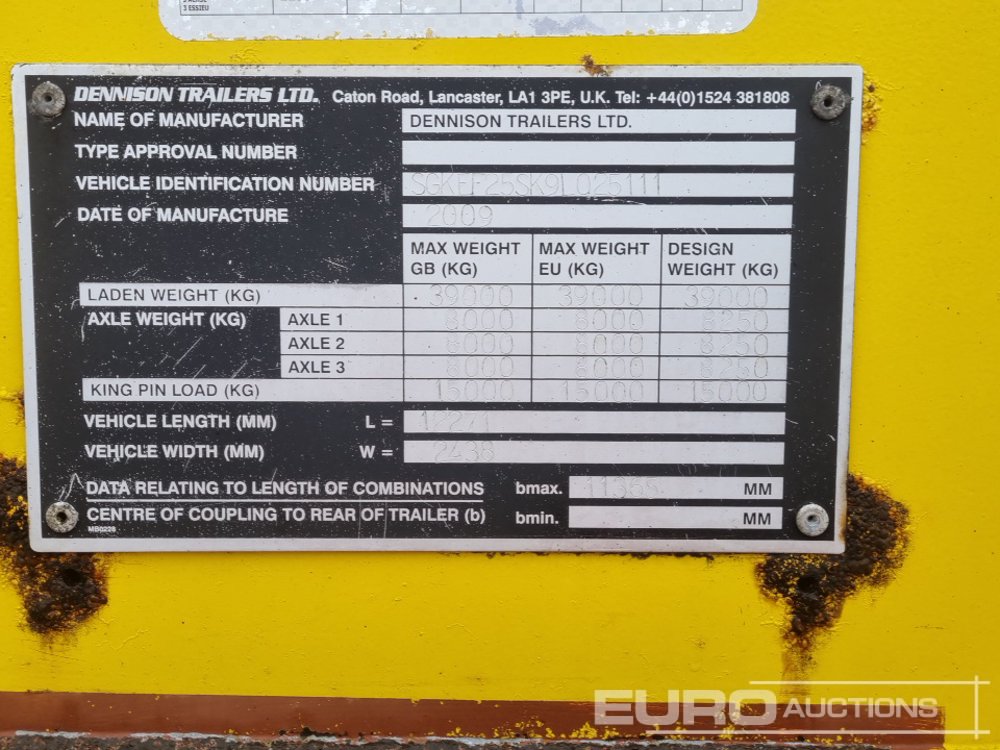 3 ESSIEU
DENNISON TRAILERS LTD. Caton Road, Lancaster, LA1 3PE, U.K. Tel: +44(0)1524 381808
NAME OF MANUFACTURER DENNISON TRAILERS LTD.
TYPE APPROVAL NUMBER
VEHICLE IDENTIFICATION NUMBER
DATE OF MANUFACTURE 2009
MAX WEIGHT GB (KG) MAX WEIGHT EU (KG) DESIGN WEIGHT (KG)
LADEN WEIGHT (KG) 39000 39000 39000
AXLE WEIGHT (KG) AXLE 1 8000 8000 8250
AXLE 2 8000 8000 8250
AXLE 3 8000 8000 8250
KING PIN LOAD (KG) 15000 15000 15000
VEHICLE LENGTH (MM) L =
VEHICLE WIDTH (MM) W = 2438
DATA RELATING TO LENGTH OF COMBINATIONS bmax. MM
CENTRE OF COUPLING TO REAR OF TRAILER (b) bmin. MM
MB0228
EURO AUCTIONS